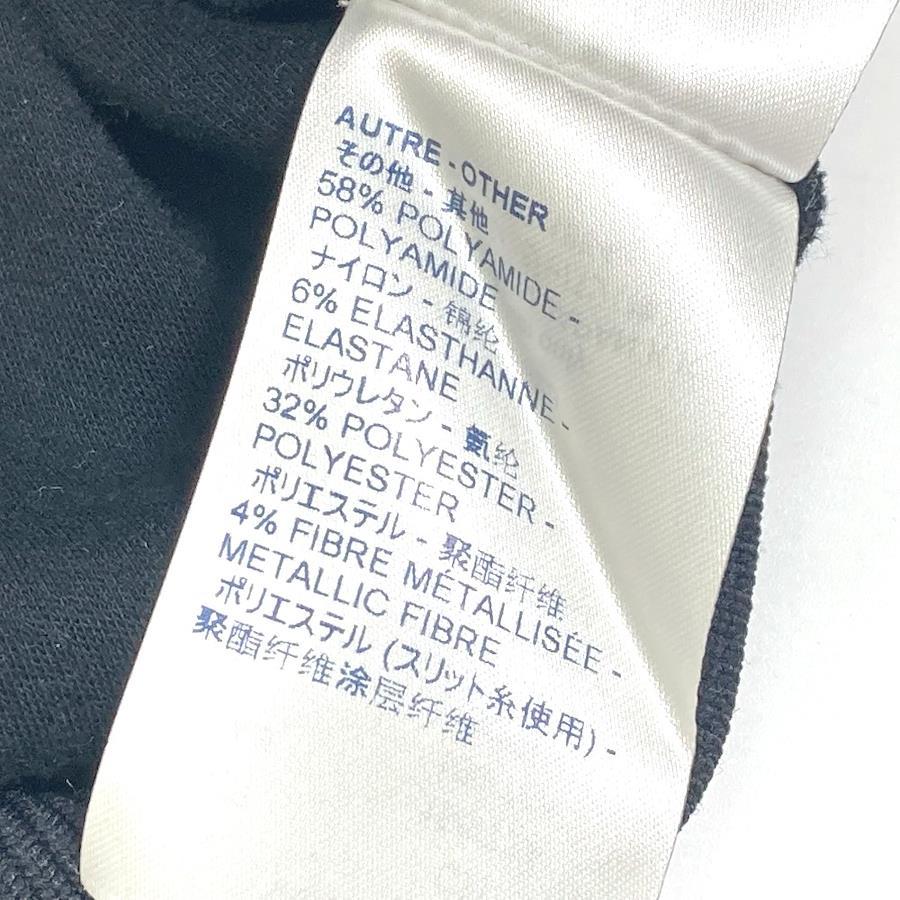 AUTRE - OTHER
その他 - 其他
58% POLYAMIDE -
POLYAMIDE
ナイロン - 锦纶
6% ELASTHANNE -
ELASTANE
ポリウレタン - 氨纶
32% POLYESTER -
POLYESTER
ポリエステル - 聚酯纤维
4% FIBRE METALLISÉE -
METALLIC FIBRE
ポリエステル (スリット糸使用) -
聚酯纤维涂层纤维